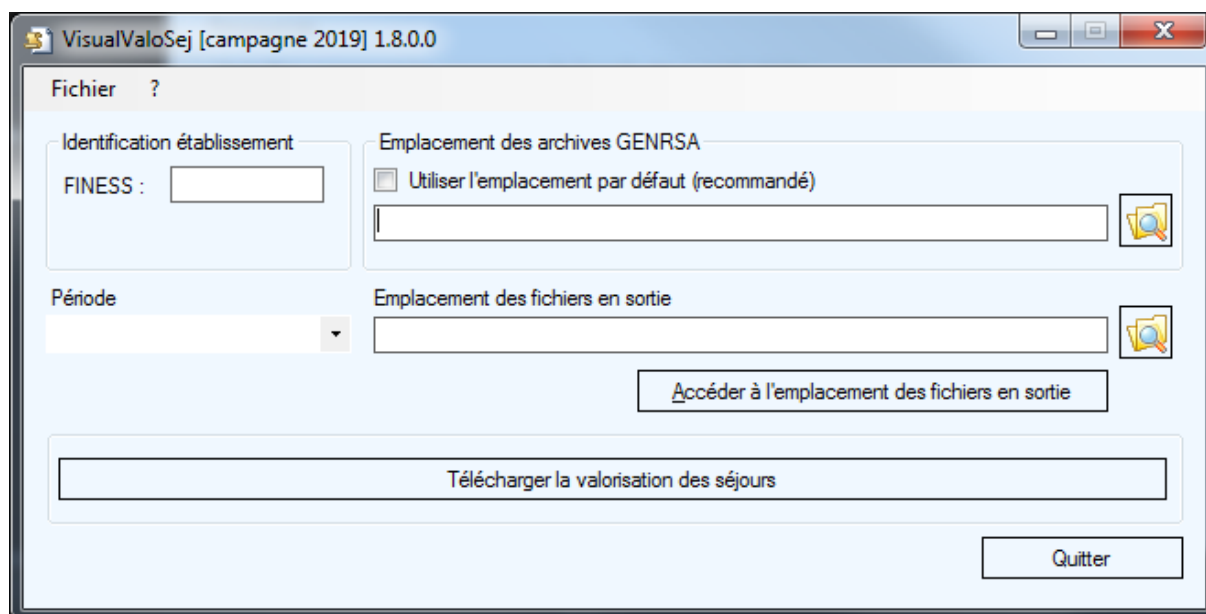 VisualValoSej [campagne 2019] 1.8.0.0
Fichier ?
Identification établissement
FINESS :
Emplacement des archives GENRSA
Utiliser l'emplacement par défaut (recommandé)
Période
Emplacement des fichiers en sortie
Accéder à l'emplacement des fichiers en sortie
Télécharger la valorisation des séjours
Quitter